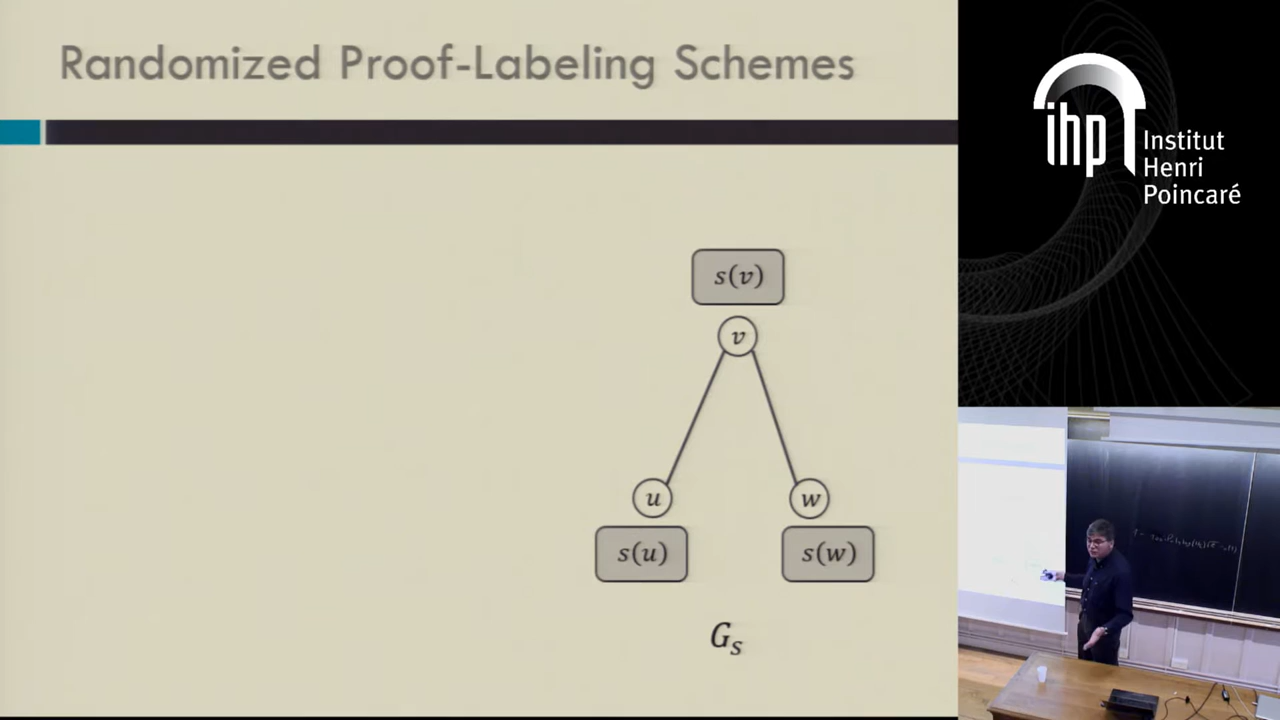 Randomized Proof-Labeling Schemes
s(v)
v
u
w
s(u)
s(w)
G_s
ihp
Institut
Henri
Poincaré